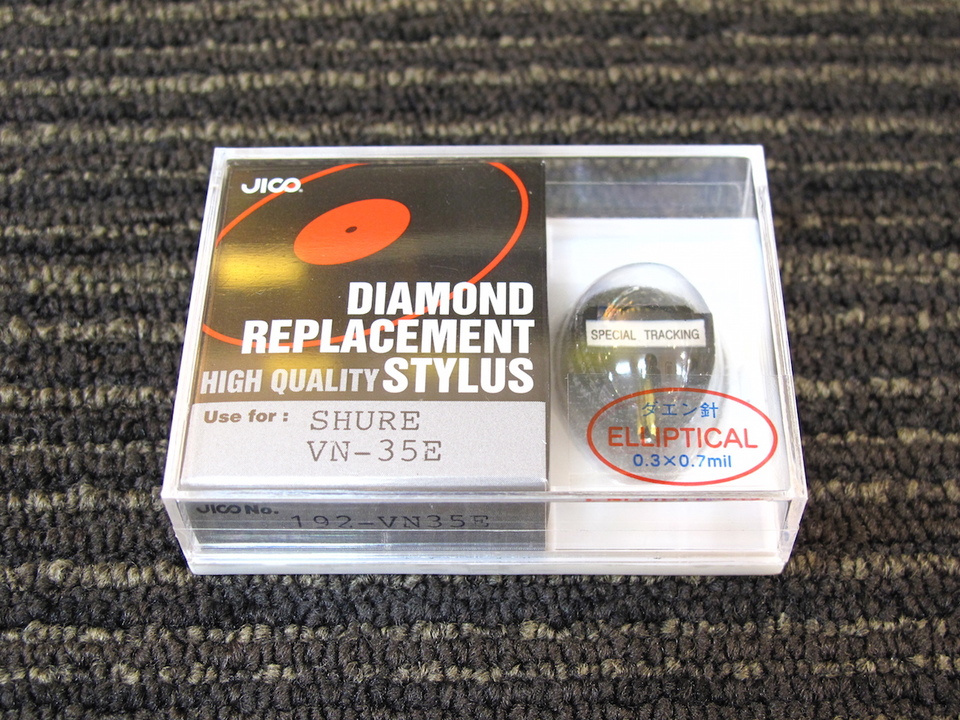 JICO
DIAMOND
REPLACEMENT
HIGH QUALITY STYLUS
Use for :
SHURE
VN-35E
SPECIAL TRACKING
ダエン針
ELLIPTICAL
0.3×0.7mil
JICO No.
192-VN35E